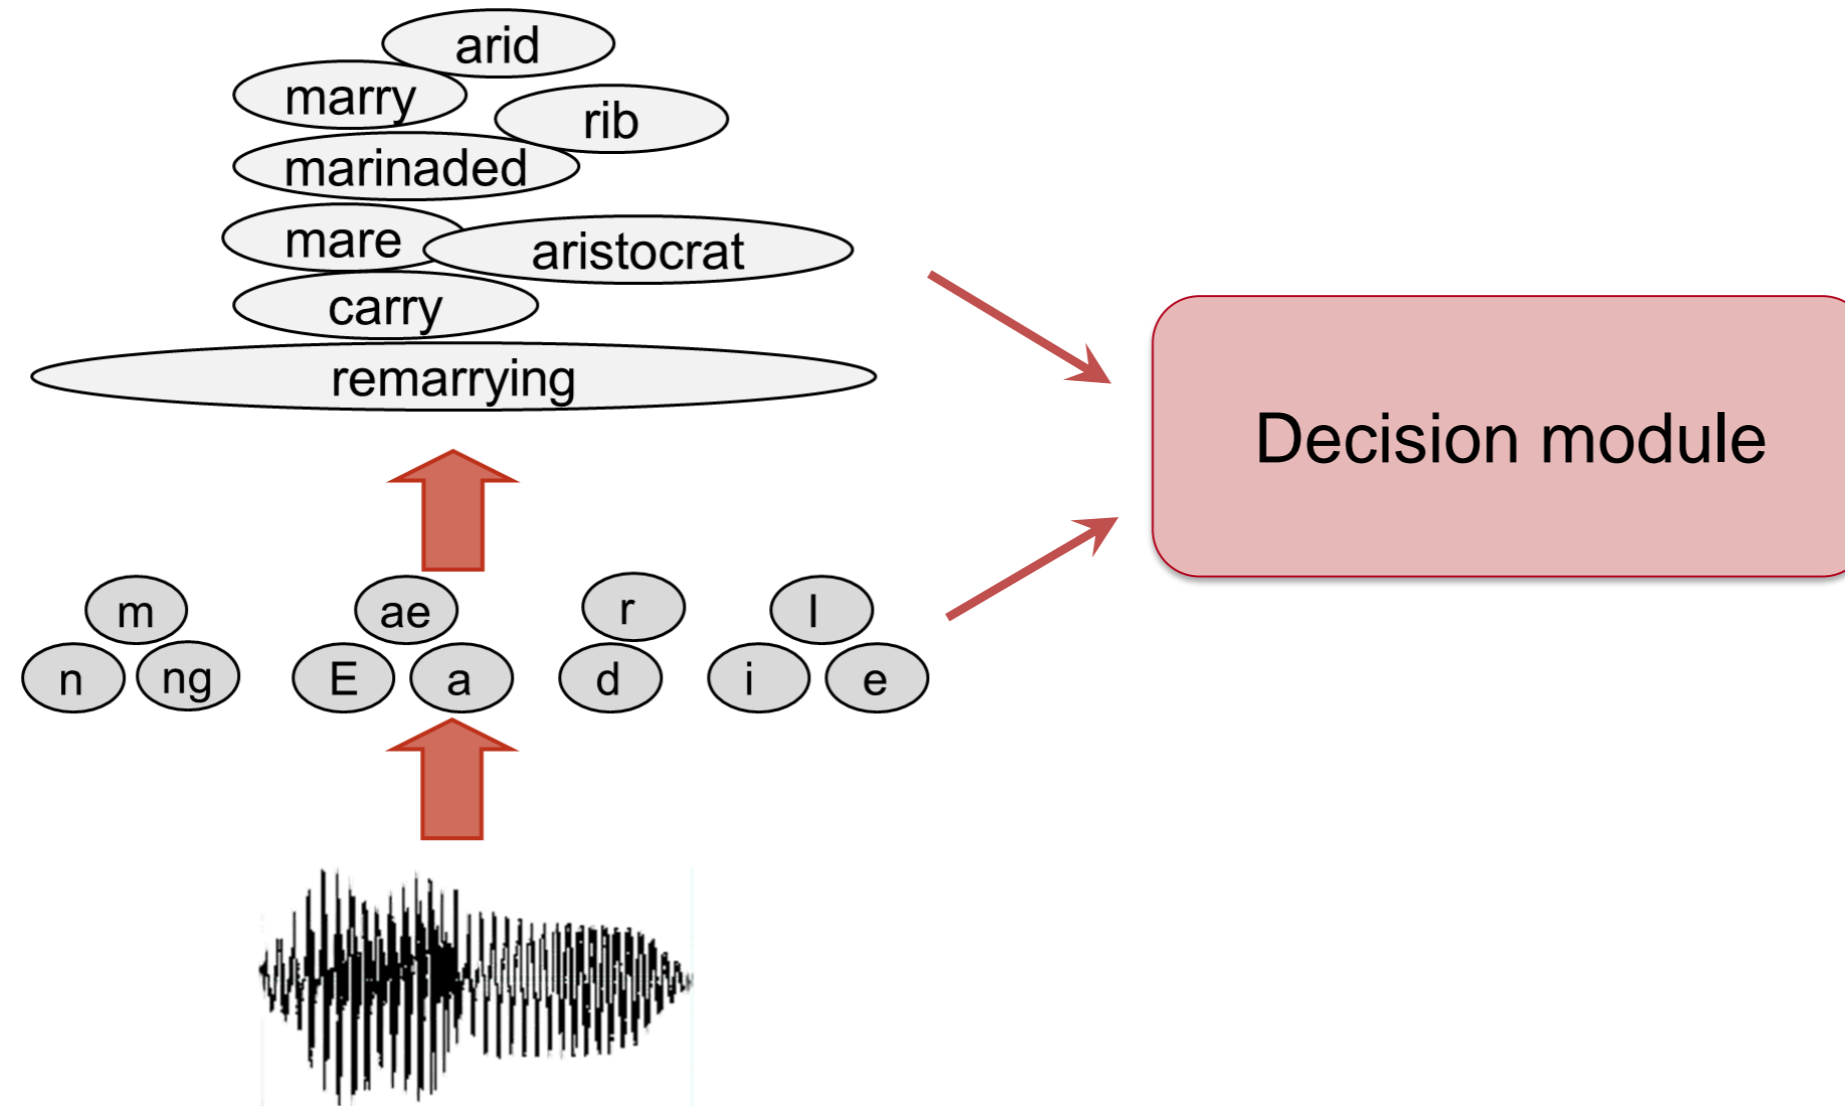 arid
marry
rib
marinaded
mare
aristocrat
carry
remarrying
Decision module
m
ae
r
I
n
ng
E
a
d
i
e